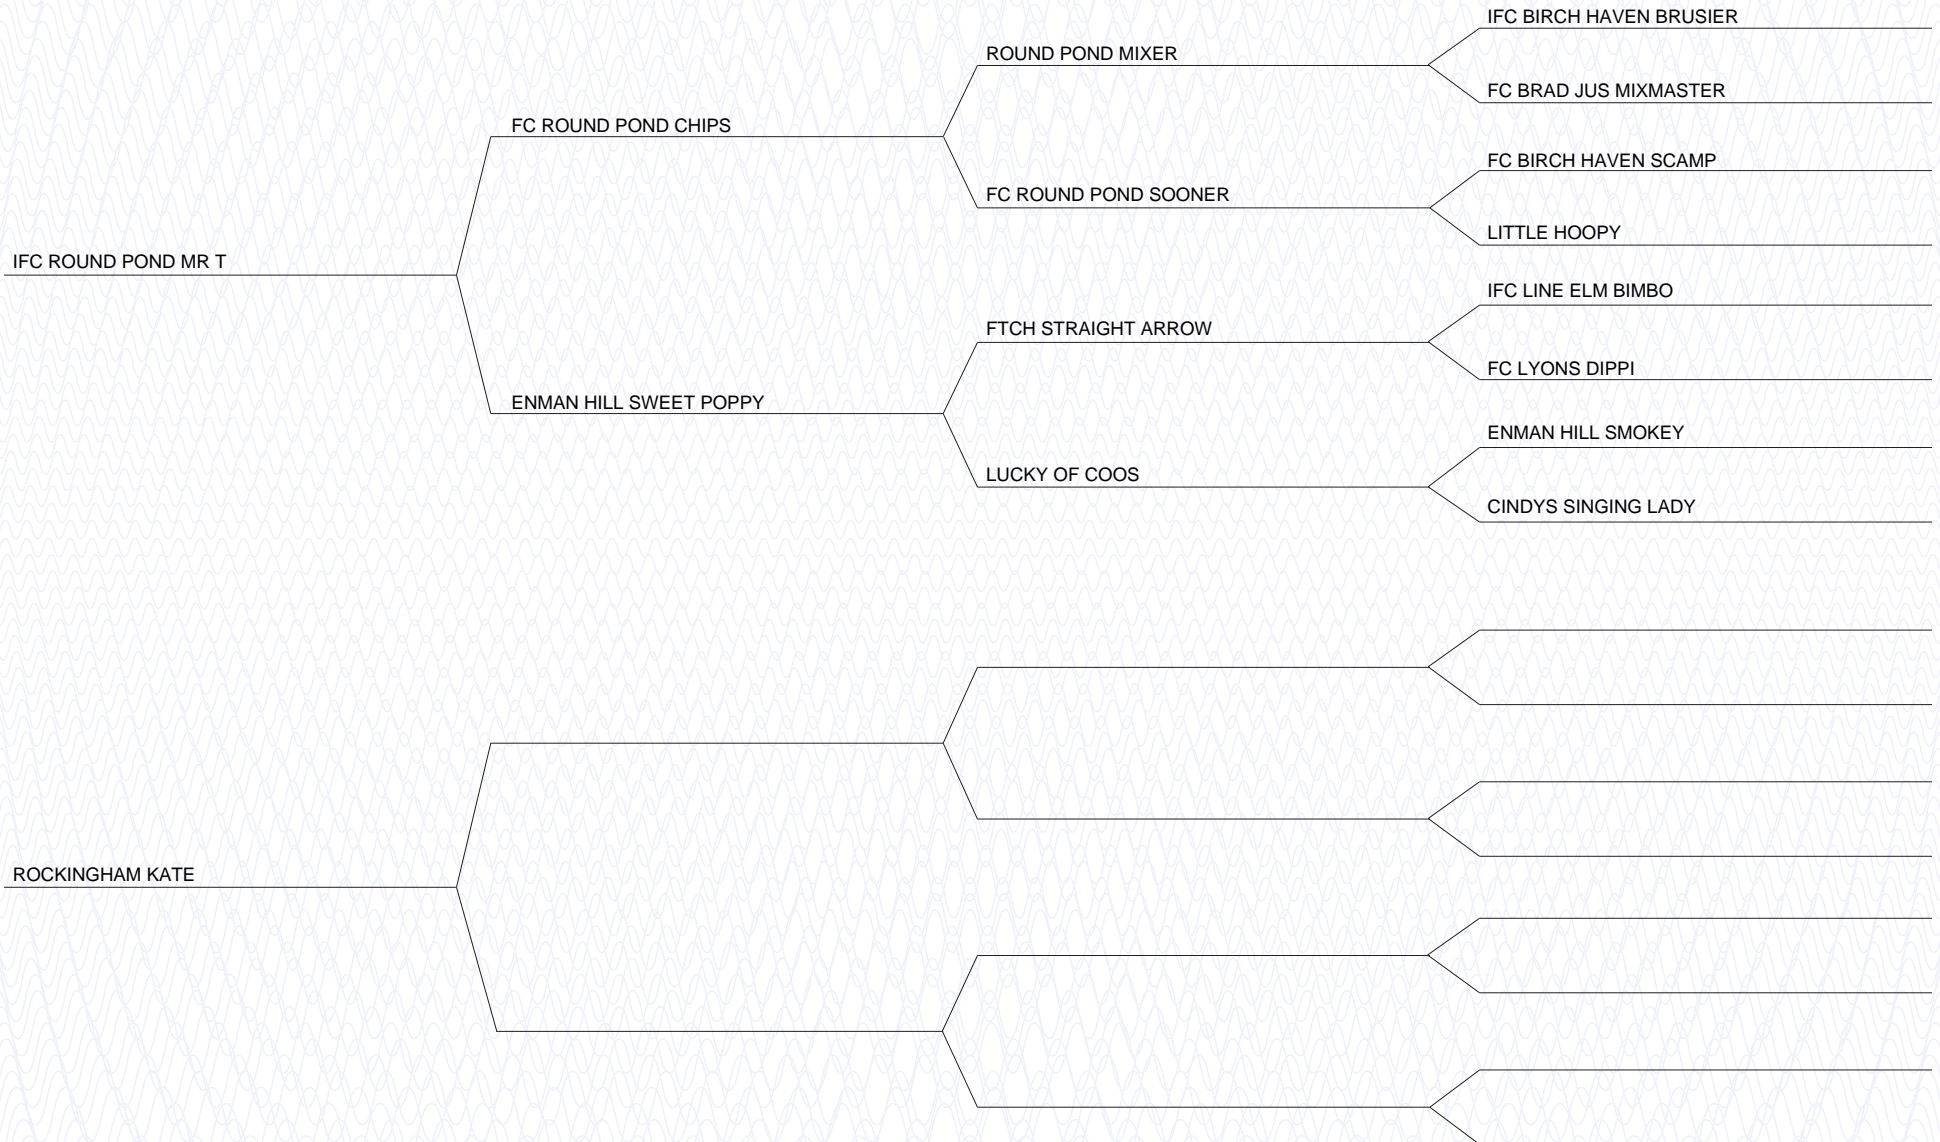 IFC BIRCH HAVEN BRUSIER
ROUND POND MIXER
FC BRAD JUS MIXMASTER
FC ROUND POND CHIPS
FC BIRCH HAVEN SCAMP
FC ROUND POND SOONER
LITTLE HOOPY
IFC ROUND POND MR T
IFC LINE ELM BIMBO
FTCH STRAIGHT ARROW
FC LYONS DIPPI
ENMAN HILL SWEET POPPY
ENMAN HILL SMOKEY
LUCKY OF COOS
CINDYS SINGING LADY
ROCKINGHAM KATE